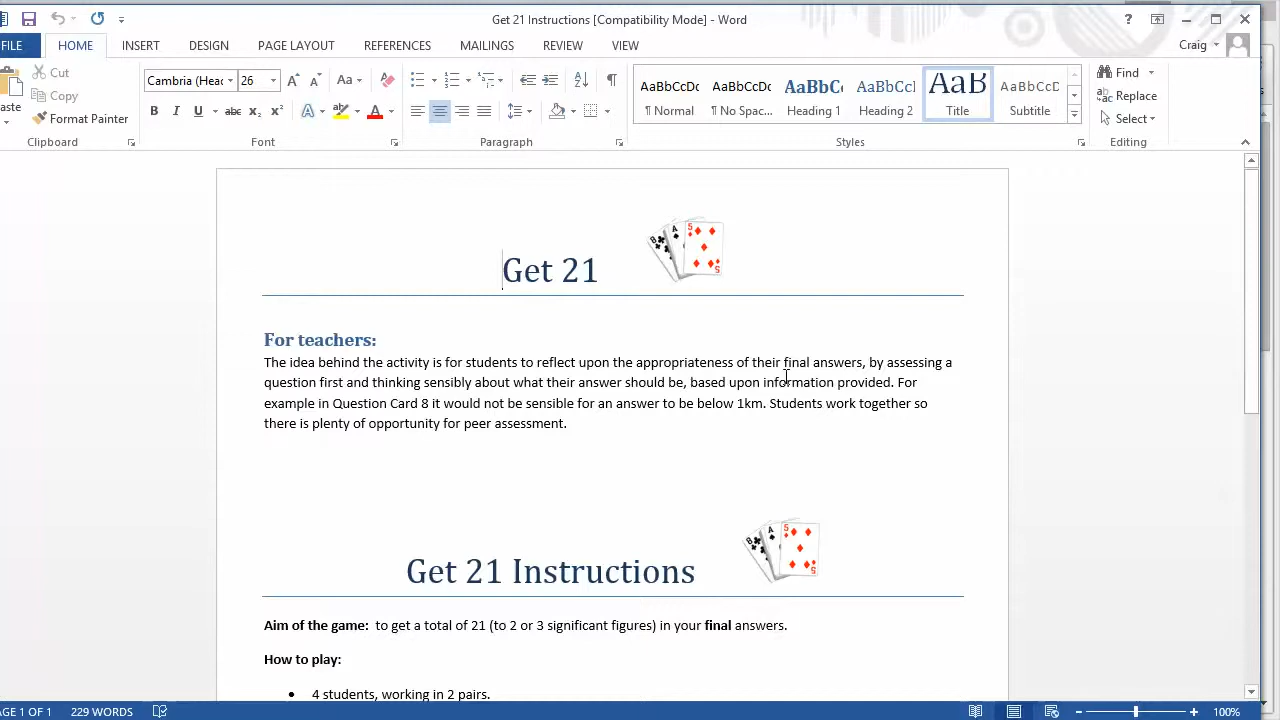 Get 21 Instructions [Compatibility Mode] - Word
FILE HOME INSERT DESIGN PAGE LAYOUT REFERENCES MAILINGS REVIEW VIEW Craig
Cut
Copy
Format Painter
Clipboard
Cambria (Heac 26
Font
Paragraph
AaBbCcDc AaBbCcDc AaBbC AaBbCcI AaB AaBbCcD
¶ Normal ¶ No Spac... Heading 1 Heading 2 Title Subtitle
Styles
Find
Replace
Select
Editing
Get 21
For teachers:
The idea behind the activity is for students to reflect upon the appropriateness of their final answers, by assessing a
question first and thinking sensibly about what their answer should be, based upon information provided. For
example in Question Card 8 it would not be sensible for an answer to be below 1km. Students work together so
there is plenty of opportunity for peer assessment.
Get 21 Instructions
Aim of the game: to get a total of 21 (to 2 or 3 significant figures) in your final answers.
How to play:
• 4 students, working in 2 pairs.
AGE 1 OF 1 229 WORDS 100%